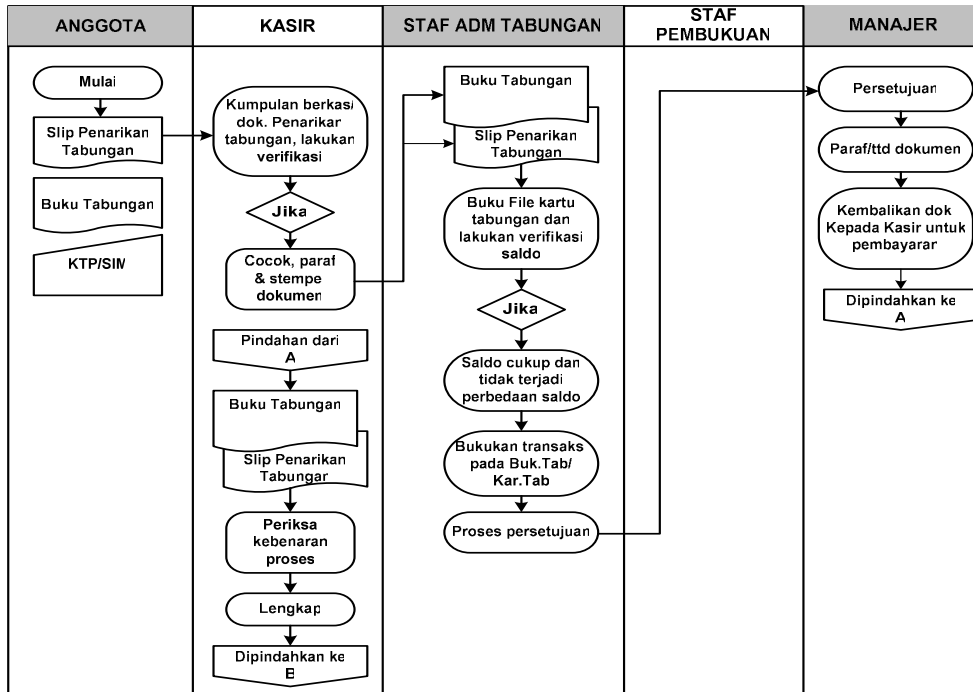 ANGGOTA
KASIR
STAF ADM TABUNGAN
STAF
PEMBUKUAN
MANAJER
Mulai
Slip Penarikan
Tabungan
Buku Tabungan
KTP/SIM
Kumpulan berkas/
dok. Penarikan
tabungan, lakukan
verifikasi
Jika
Cocok, paraf
& stempe
dokumen
Pindahan dari
A
Buku Tabungan
Slip Penarikan
Tabungar
Periksa
kebenaran
proses
Lengkap
Dipindahkan ke
B
Buku Tabungan
Slip Penarikan
Tabungan
Buku File kartu
tabungan dan
lakukan verifikasi
saldo
Jika
Saldo cukup dan
tidak terjadi
perbedaan saldo
Bukukan transaks
pada Buk.Tab/
Kar.Tab
Proses persetujuan
Persetujuan
Paraf/ttd dokumen
Kembalikan dok
Kepada Kasir untuk
pembayaran
Dipindahkan ke
A